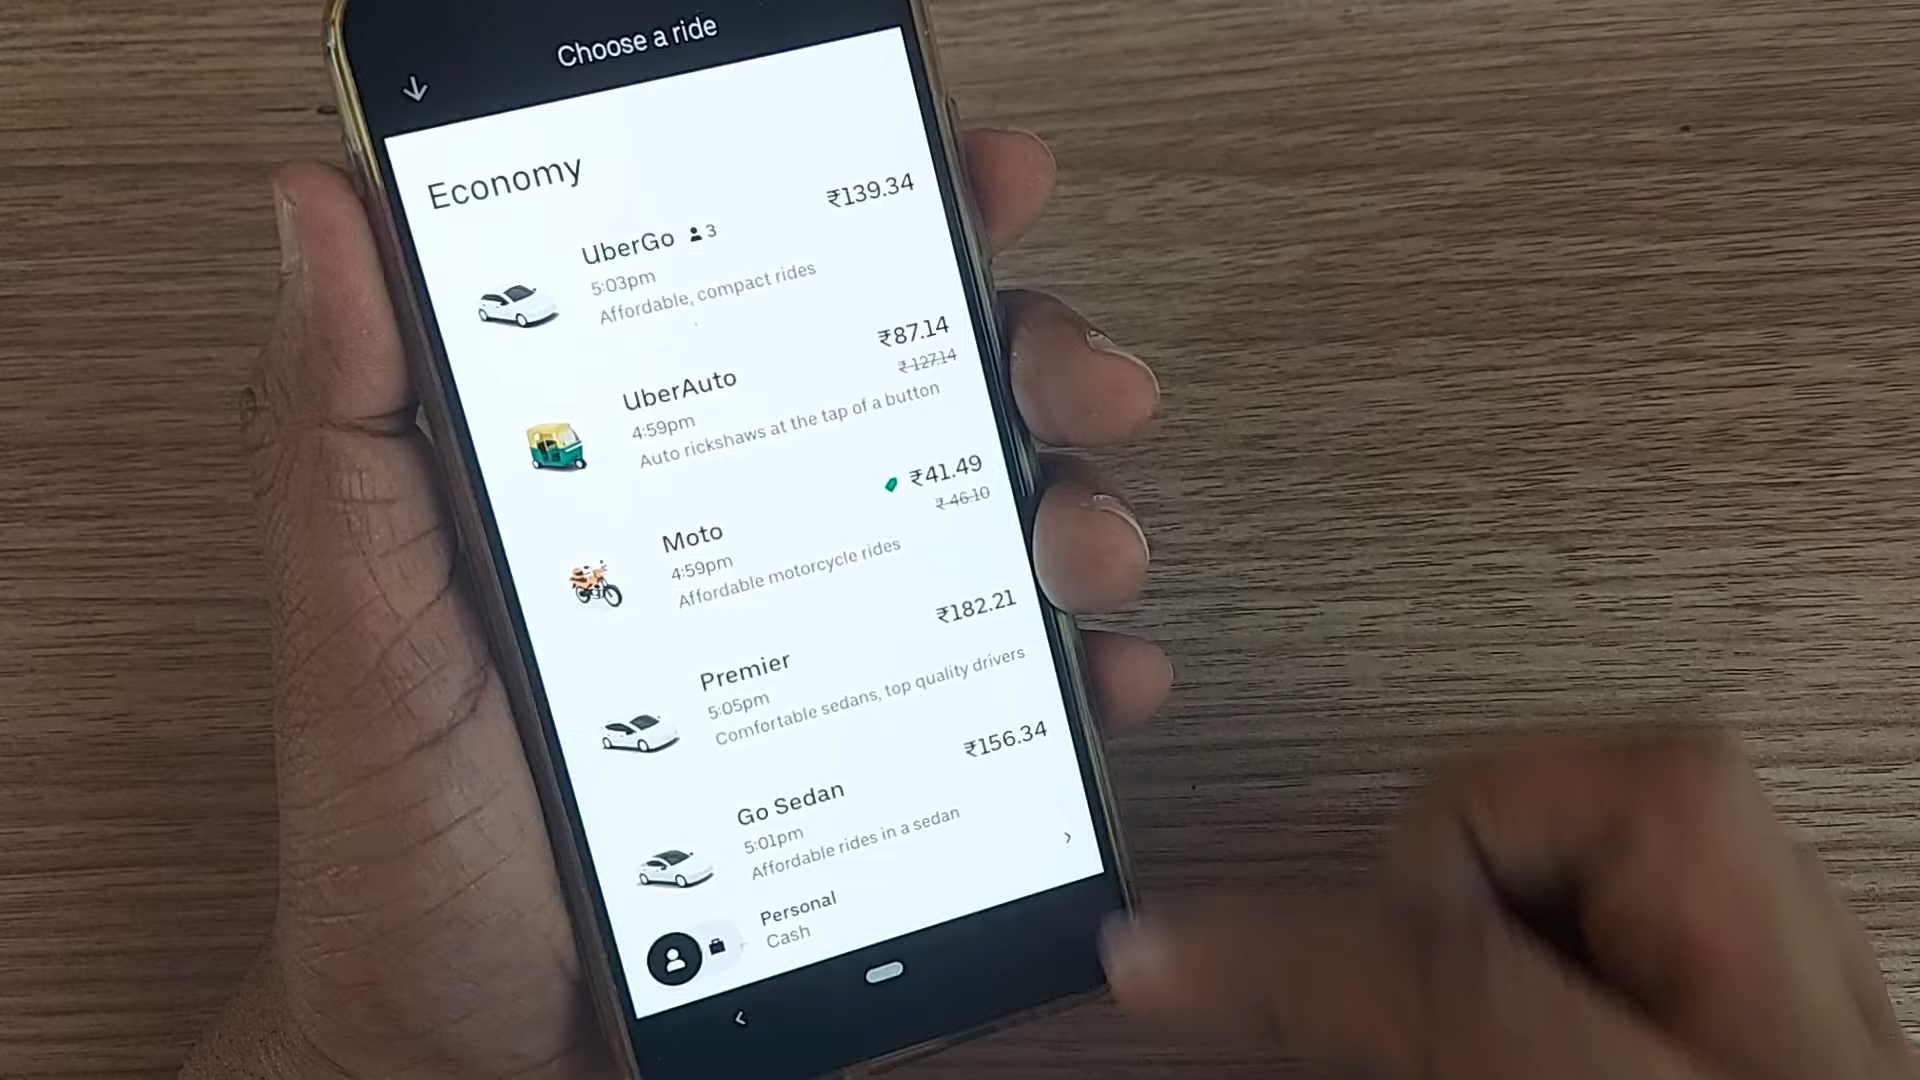 Choose a ride
Economy
UberGo 3
₹139.34
5:03pm
Affordable, compact rides
UberAuto
₹87.14
₹127.14
4:59pm
Auto rickshaws at the tap of a button
Moto
₹41.49
₹46.10
4:59pm
Affordable motorcycle rides
Premier
₹182.21
5:05pm
Comfortable sedans, top quality drivers
Go Sedan
₹156.34
5:01pm
Affordable rides in a sedan
Personal
Cash